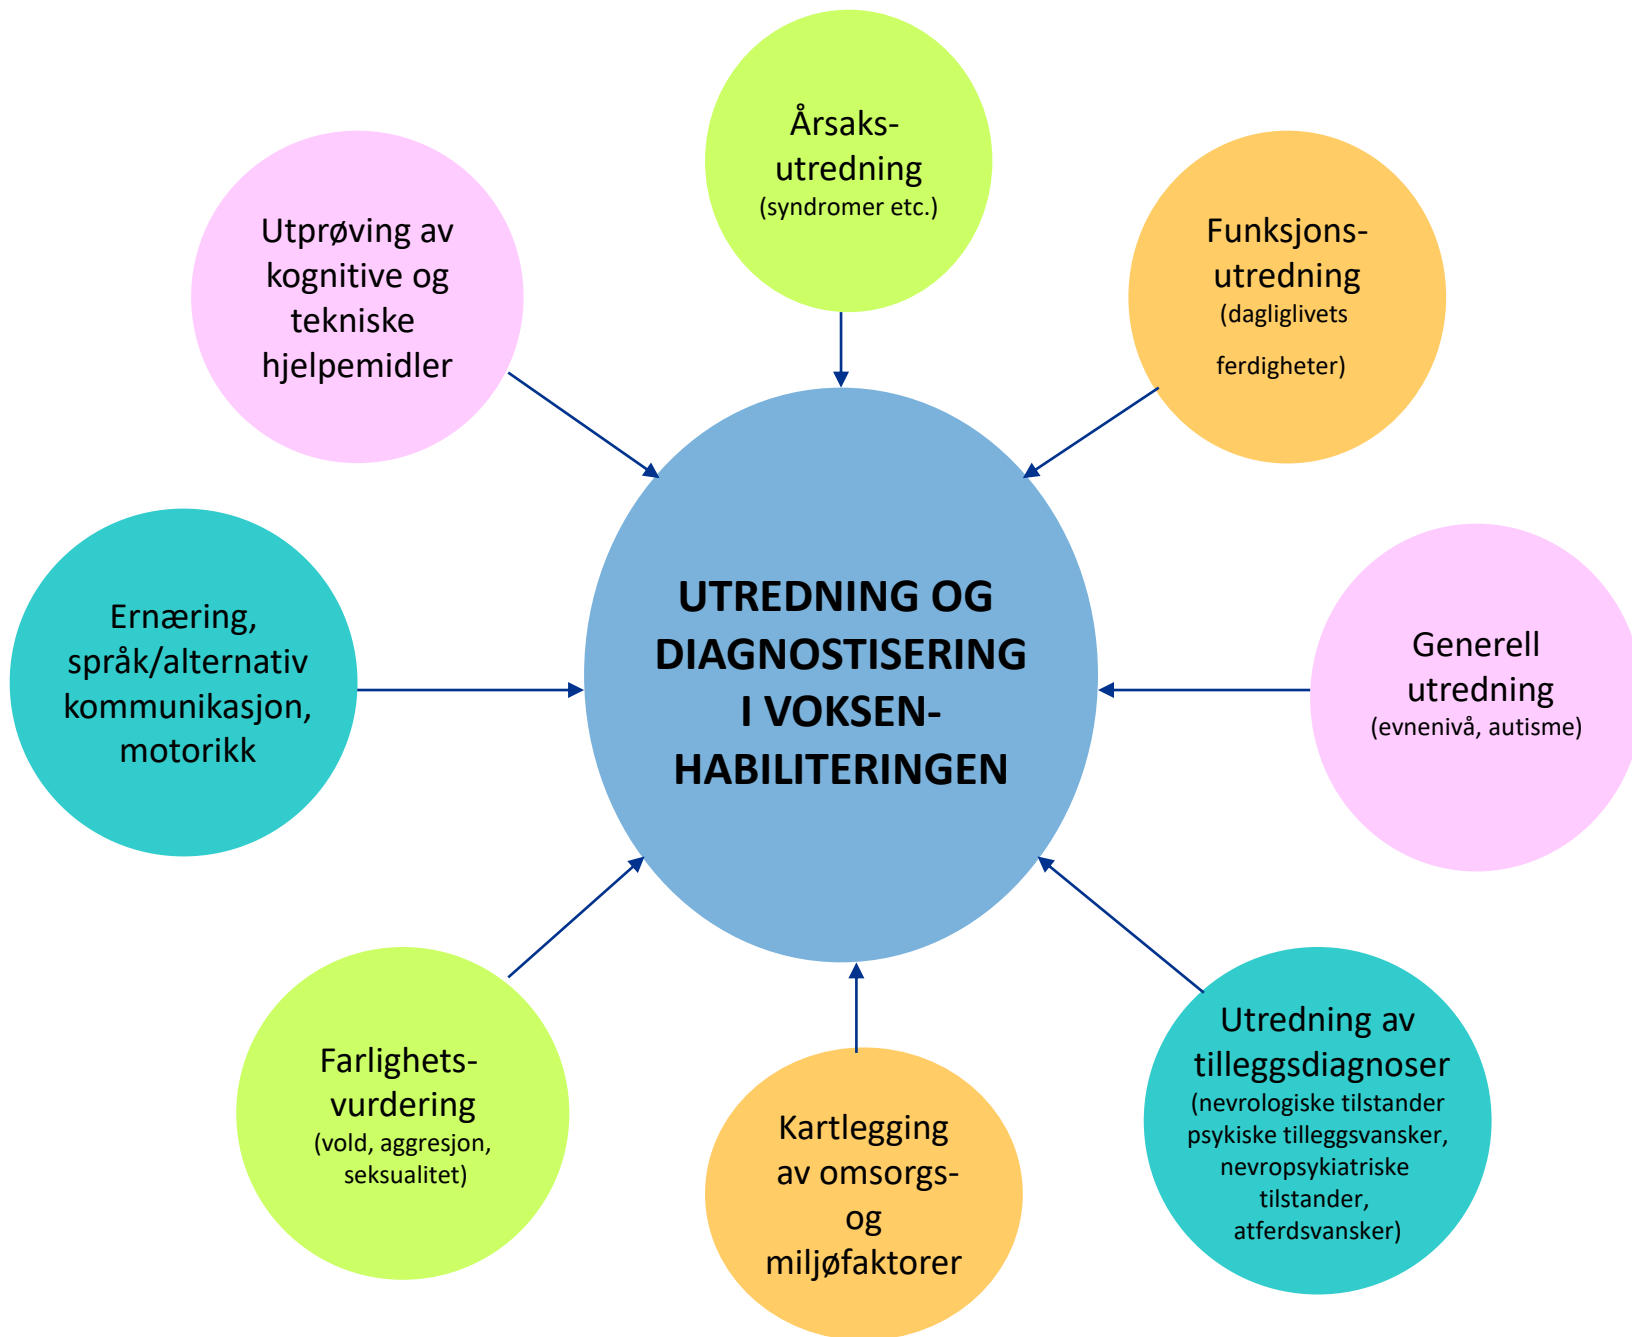 Årsaks-
utredning
(syndromer etc.)
Funksjons-
utredning
(dagliglivets
ferdigheter)
Utprøving av
kognitive og
tekniske
hjelpemidler
Ernæring,
språk/alternativ
kommunikasjon,
motorikk
UTREDNING OG
DIAGNOSTISERING
I VOKSEN-
HABILITERINGEN
Generell
utredning
(evnenivå, autisme)
Farlighets-
vurdering
(vold, aggresjon,
seksualitet)
Kartlegging
av omsorgs-
og
miljøfaktorer
Utredning av
tilleggsdiagnoser
(nevrologiske tilstander
psykiske tilleggsvansker,
nevropsykiatriske
tilstander,
atferdsvansker)